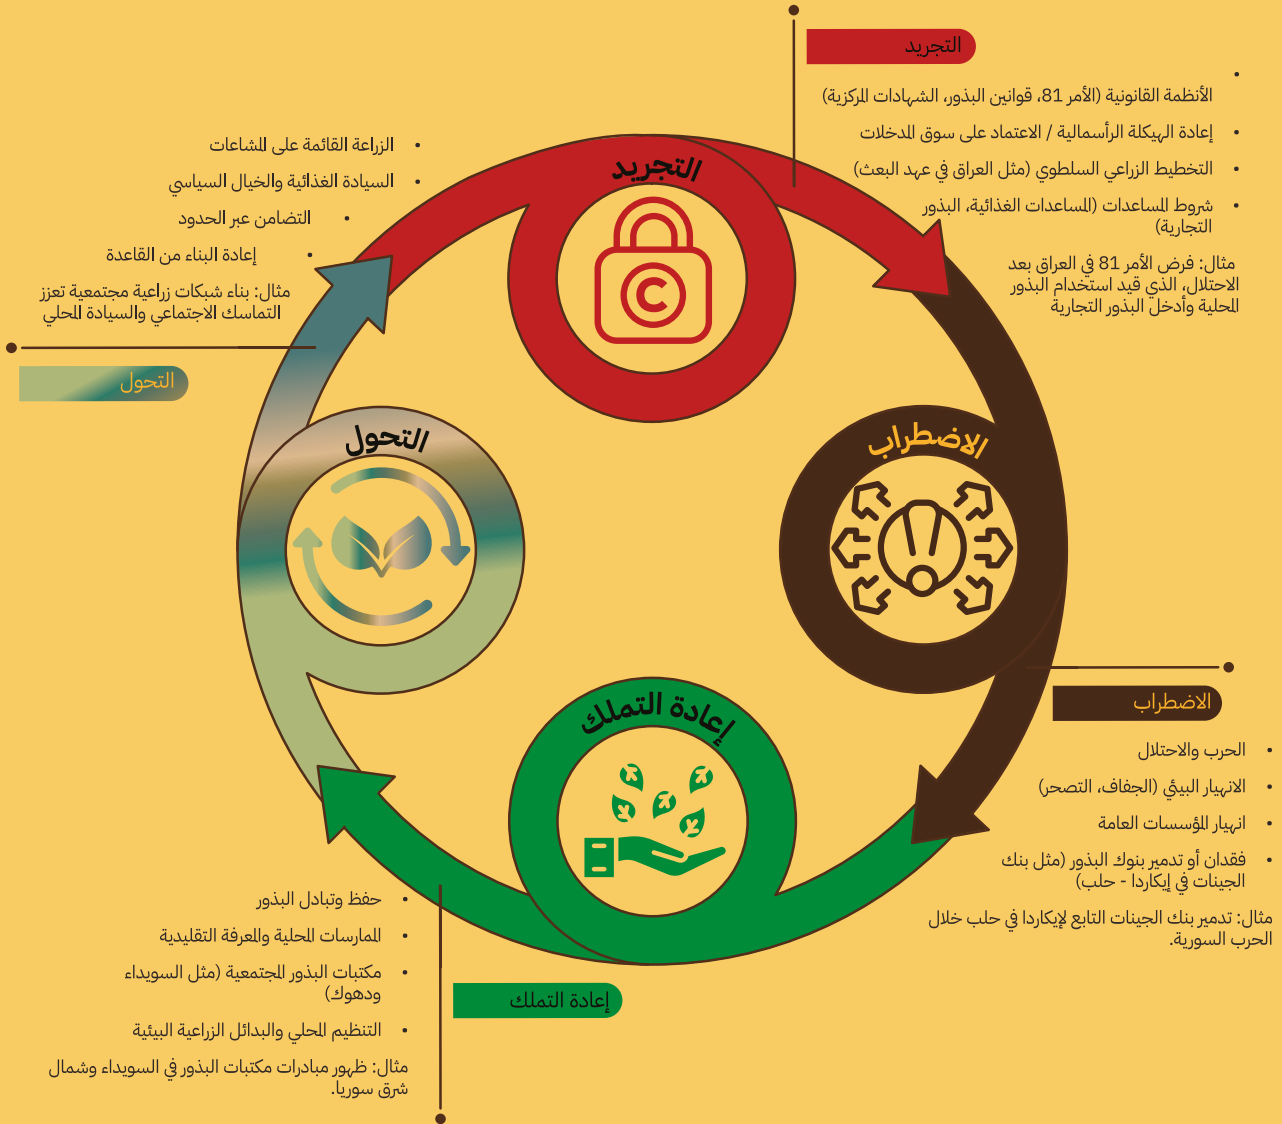 التجريد
• الأنظمة القانونية (الأمر 81، قوانين البذور، الشهادات المركزية)
• إعادة الهيكلة الرأسمالية / الاعتماد على سوق المدخلات
• التخطيط الزراعي السلطوي (مثل العراق في عهد البعث)
• شروط المساعدات (المساعدات الغذائية، البذور
التجارية)
مثال: فرض الأمر 81 في العراق بعد
الاحتلال، الذي قيد استخدام البذور
المحلية وأدخل البذور التجارية
التجريد
C
الاضطراب
الاضطراب
• الحرب والاحتلال
• الانهيار البيئي (الجفاف، التصحر)
• انهيار المؤسسات العامة
• فقدان أو تدمير بنوك البذور (مثل بنك
الجينات في إيكاردا - حلب)
مثال: تدمير بنك الجينات التابع لإيكاردا في حلب خلال
الحرب السورية.
إعادة التملك
إعادة التملك
• حفظ وتبادل البذور
• الممارسات المحلية والمعرفة التقليدية
• مكتبات البذور المجتمعية (مثل السويداء
ودهوك)
• التنظيم المحلي والبدائل الزراعية البيئية
مثال: ظهور مبادرات مكتبات البذور في السويداء وشمال
شرق سوريا.
التحول
• الزراعة القائمة على المشاعات
• السيادة الغذائية والخيال السياسي
• التضامن عبر الحدود
• إعادة البناء من القاعدة
مثال: بناء شبكات زراعية مجتمعية تعزز
التماسك الاجتماعي والسيادة المحلي
التحول